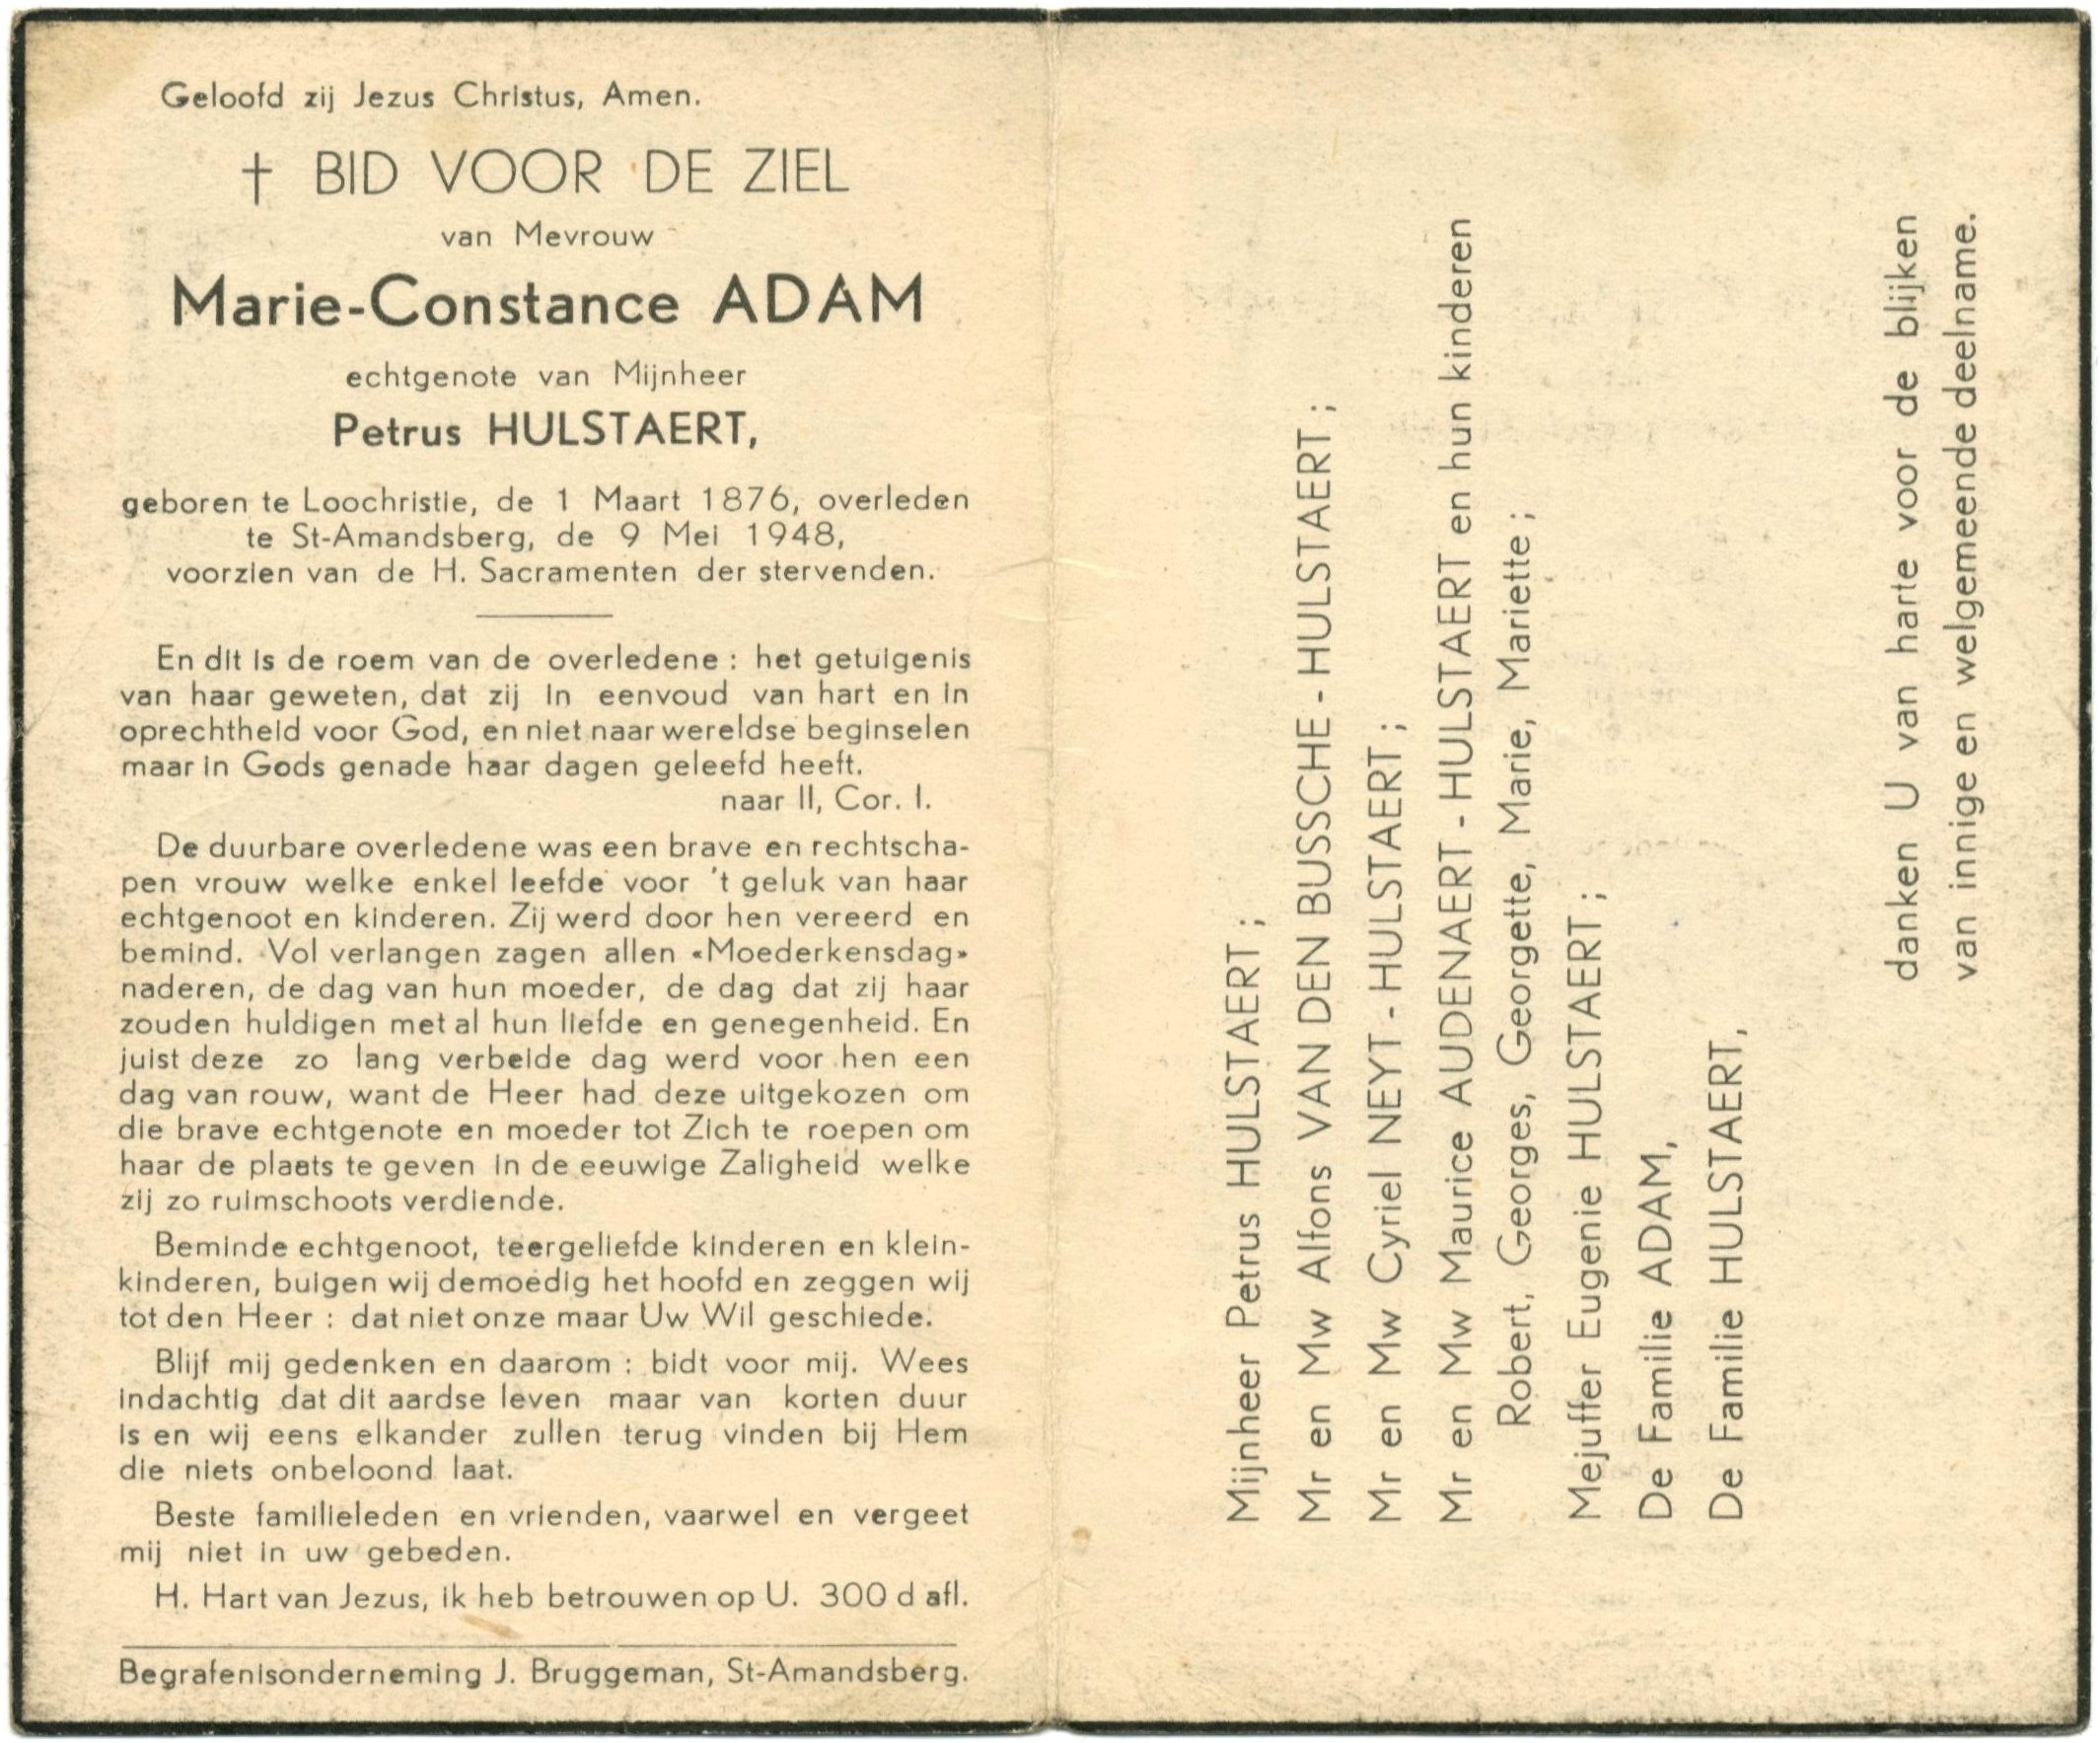 Geloofd zij Jezus Christus, Amen.
† BID VOOR DE ZIEL
van Mevrouw
Marie-Constance ADAM
echtgenote van Mijnheer
Petrus HULSTAERT,
geboren te Loochristie, de 1 Maart 1876, overleden
te St-Amandsberg, de 9 Mei 1948,
voorzien van de H. Sacramenten der stervenden.
En dit is de roem van de overledene : het getuigenis
van haar geweten, dat zij in eenvoud van hart en in
oprechtheid voor God, en niet naar wereldse beginselen
maar in Gods genade haar dagen geleefd heeft.
naar II, Cor. I.
De duurbare overledene was een brave en rechtscha-
pen vrouw welke enkel leefde voor 't geluk van haar
echtgenoot en kinderen. Zij werd door hen vereerd en
bemind. Vol verlangen zagen allen «Moederkensdag»
naderen, de dag van hun moeder, de dag dat zij haar
zouden huldigen met al hun liefde en genegenheid. En
juist deze zo lang verbeide dag werd voor hen een
dag van rouw, want de Heer had deze uitgekozen om
die brave echtgenote en moeder tot Zich te roepen om
haar de plaats te geven in de eeuwige Zaligheid welke
zij zo ruimschoots verdiende.
Beminde echtgenoot, teergeliefde kinderen en klein-
kinderen, buigen wij demoedig het hoofd en zeggen wij
tot den Heer : dat niet onze maar Uw Wil geschiede.
Blijf mij gedenken en daarom : bidt voor mij. Wees
indachtig dat dit aardse leven maar van korten duur
is en wij eens elkander zullen terug vinden bij Hem
die niets onbeloond laat.
Beste familieleden en vrienden, vaarwel en vergeet
mij niet in uw gebeden.
H. Hart van Jezus, ik heb betrouwen op U. 300 d afl.
Begrafenisonderneming J. Bruggeman, St-Amandsberg.
Mijnheer Petrus HULSTAERT ;
Mr en Mw Alfons VAN DEN BUSSCHE - HULSTAERT ;
Mr en Mw Cyriel NEYT - HULSTAERT ;
Mr en Mw Maurice AUDENAERT - HULSTAERT en hun kinderen
Robert, Georges, Georgette, Marie, Mariette ;
Mejuffer Eugenie HULSTAERT ;
De Familie ADAM,
De Familie HULSTAERT,
danken U van harte voor de blijken
van innige en welgemeende deelname.